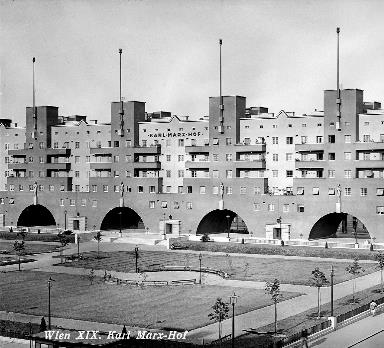 KARL-MARX-HOF
Wien XIX. Karl Marx-Hof